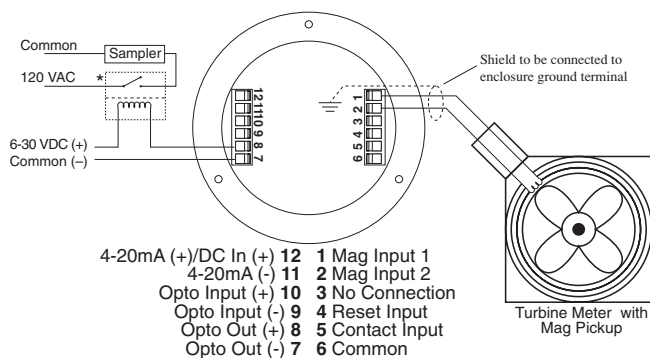 Common
Sampler
120 VAC
*
6-30 VDC (+)
Common (–)
12
11
10
9
8
7
1
2
3
4
5
6
Shield to be connected to
enclosure ground terminal
4-20mA (+)/DC In (+) 12 1 Mag Input 1
4-20mA (-) 11 2 Mag Input 2
Opto Input (+) 10 3 No Connection
Opto Input (-) 9 4 Reset Input
Opto Out (+) 8 5 Contact Input
Opto Out (-) 7 6 Common
Turbine Meter with
Mag Pickup